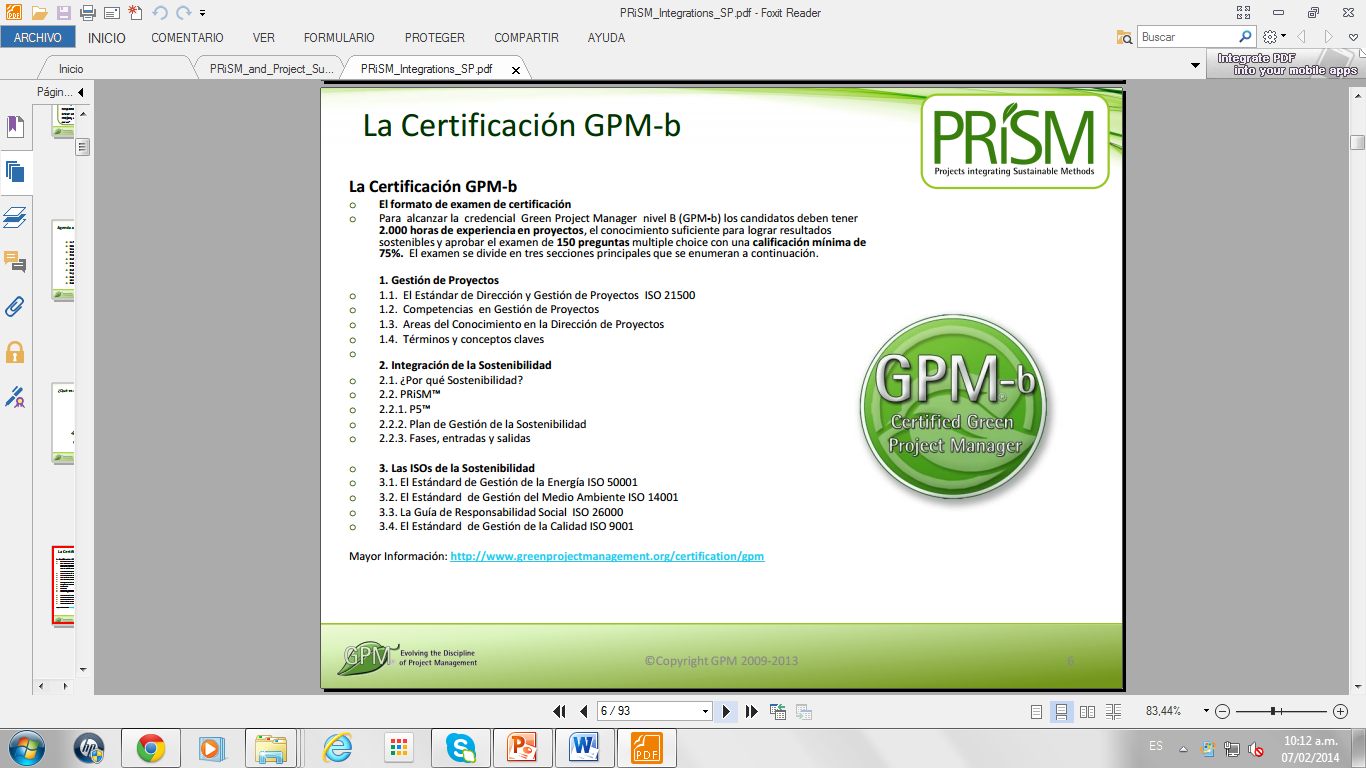 PRiSM_Integrations_SP.pdf - Foxit Reader
ARCHIVO INICIO COMENTARIO VER FORMULARIO PROTEGER COMPARTIR AYUDA
Buscar
Inicio PRiSM_and_Project_Su... PRiSM_Integrations_SP.pdf
Integrate PDF
into your mobile apps
Págin...
La Certificación GPM-b
PRiSM
Projects integrating Sustainable Methods
La Certificación GPM-b
El formato de examen de certificación
Para alcanzar la credencial Green Project Manager nivel B (GPM-b) los candidatos deben tener
2.000 horas de experiencia en proyectos, el conocimiento suficiente para lograr resultados
sostenibles y aprobar el examen de 150 preguntas multiple choice con una calificación mínima de
75%. El examen se divide en tres secciones principales que se enumeran a continuación.
1. Gestión de Proyectos
1.1. El Estándar de Dirección y Gestión de Proyectos ISO 21500
1.2. Competencias en Gestión de Proyectos
1.3. Areas del Conocimiento en la Dirección de Proyectos
1.4. Términos y conceptos claves
2. Integración de la Sostenibilidad
2.1. ¿Por qué Sostenibilidad?
2.2. PRiSM™
2.2.1. P5™
2.2.2. Plan de Gestión de la Sostenibilidad
2.2.3. Fases, entradas y salidas
3. Las ISOs de la Sostenibilidad
3.1. El Estándard de Gestión de la Energía ISO 50001
3.2. El Estándard de Gestión del Medio Ambiente ISO 14001
3.3. La Guía de Responsabilidad Social ISO 26000
3.4. El Estándard de Gestión de la Calidad ISO 9001
Mayor Información: http://www.greenprojectmanagement.org/certification/gpm
GPM-b
Certified Green
Project Manager
GPM
Evolving the Discipline
of Project Management
©Copyright GPM 2009-2013
6
6 / 93
83,44%
ES
10:12 a.m.
07/02/2014